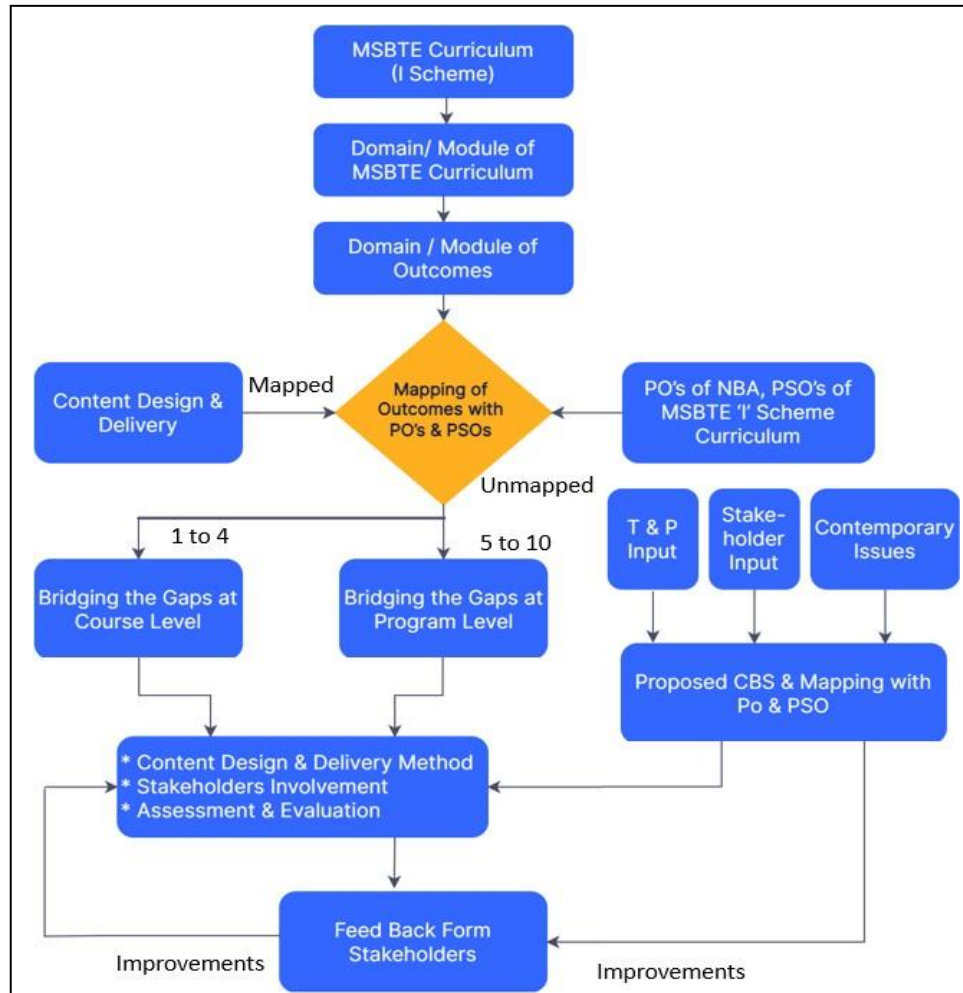 MSBTE Curriculum
(I Scheme)
Domain/ Module of
MSBTE Curriculum
Domain / Module of
Outcomes
Content Design &
Delivery
Mapped
Mapping of
Outcomes with
PO's & PSOs
PO's of NBA, PSO's of
MSBTE 'I' Scheme
Curriculum
Unmapped
1 to 4
5 to 10
T & P
Input
Stake-
holder
Input
Contemporary
Issues
Bridging the Gaps at
Course Level
Bridging the Gaps at
Program Level
Proposed CBS & Mapping with
Po & PSO
* Content Design & Delivery Method
* Stakeholders Involvement
* Assessment & Evaluation
Feed Back Form
Stakeholders
Improvements
Improvements